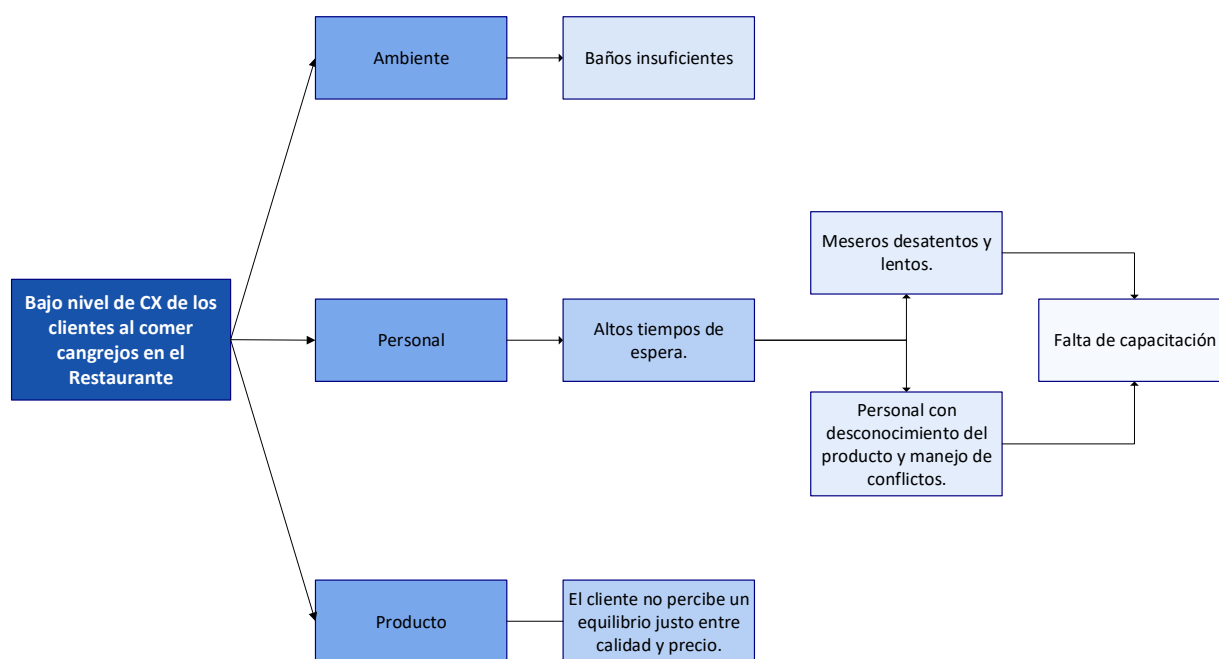 Ambiente
Baños insuficientes
Meseros desatentos y
lentos.
Bajo nivel de CX de los
clientes al comer
cangrejos en el
Restaurante
Personal
Altos tiempos de
espera.
Falta de capacitación
Personal con
desconocimiento del
producto y manejo de
conflictos.
Producto
El cliente no percibe un
equilibrio justo entre
calidad y precio.